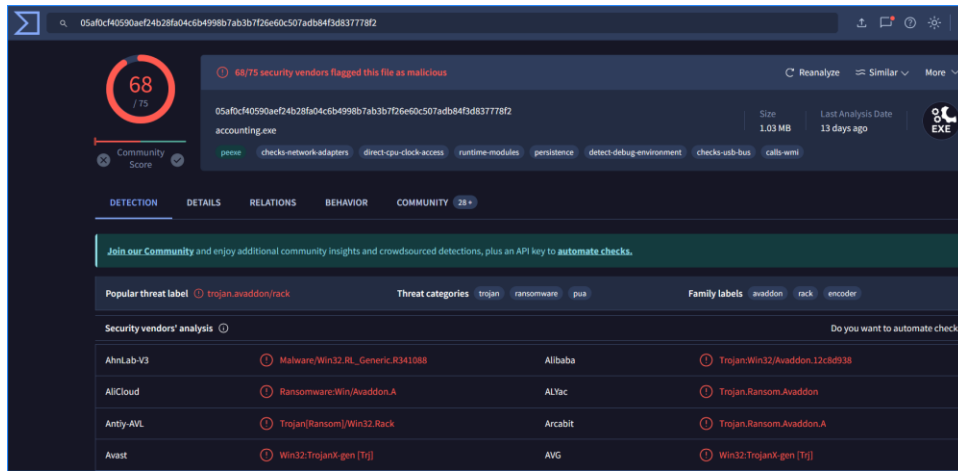 05af0cf40590aef24b28fa04c6b4998b7ab3b7f26e60c507adb84f3d837778f2
68
/ 75
Community
Score
68/75 security vendors flagged this file as malicious
Reanalyze Similar More
05af0cf40590aef24b28fa04c6b4998b7ab3b7f26e60c507adb84f3d837778f2
accounting.exe
Size
1.03 MB
Last Analysis Date
13 days ago
EXE
peexe checks-network-adapters direct-cpu-clock-access runtime-modules persistence detect-debug-environment checks-usb-bus calls-wmi
DETECTION DETAILS RELATIONS BEHAVIOR COMMUNITY 28+
Join our Community and enjoy additional community insights and crowdsourced detections, plus an API key to automate checks.
Popular threat label trojan.avaddon/rack Threat categories trojan ransomware pua Family labels avaddon rack encoder
Security vendors' analysis Do you want to automate check
AhnLab-V3 Malware/Win32.RL_Generic.R341088 Alibaba Trojan:Win32/Avaddon.12c8d938
AliCloud Ransomware:Win/Avaddon.A ALYac Trojan.Ransom.Avaddon
Antiy-AVL Trojan[Ransom]/Win32.Rack Arcabit Trojan.Ransom.Avaddon.A
Avast Win32:TrojanX-gen [Trj] AVG Win32:TrojanX-gen [Trj]